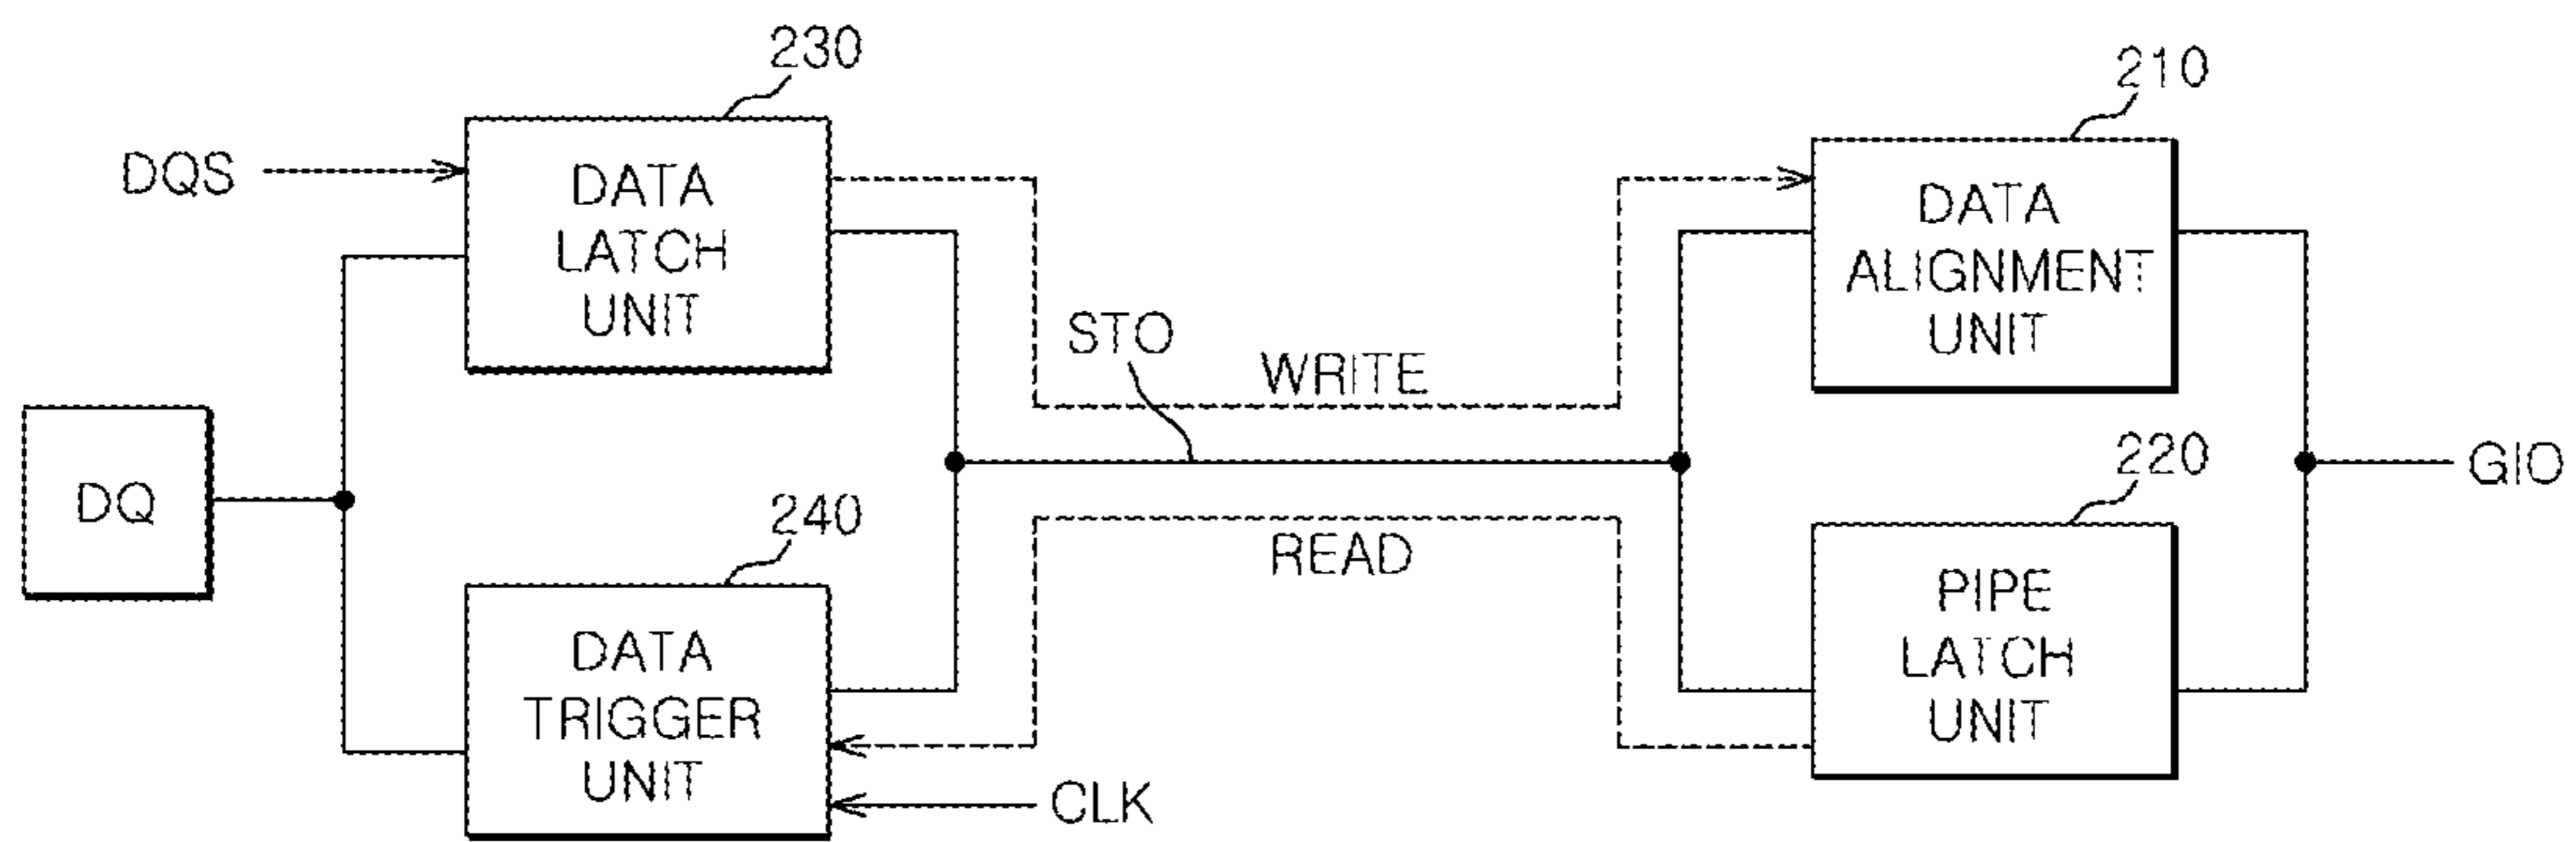 230
210
DQS
DATA
LATCH
UNIT
DATA
ALIGNMENT
UNIT
STO
WRITE
DQ
GIO
240
220
READ
DATA
TRIGGER
UNIT
PIPE
LATCH
UNIT
CLK